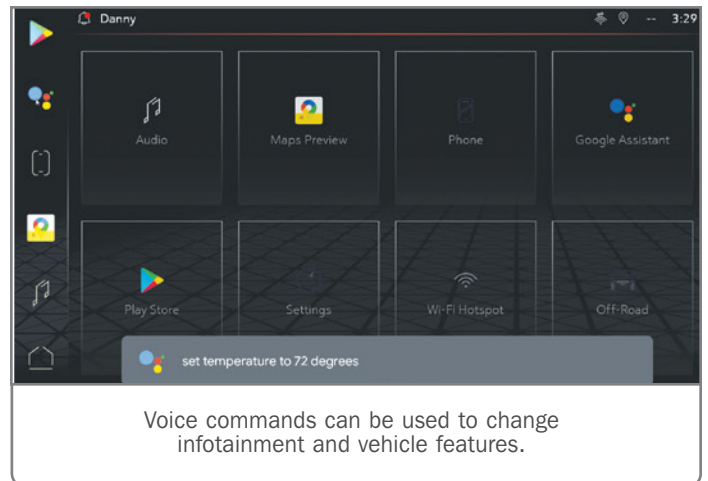 Danny
-- 3:29
Audio
Maps Preview
Phone
Google Assistant
Play Store
Settings
Wi-Fi Hotspot
Off-Road
set temperature to 72 degrees
Voice commands can be used to change
infotainment and vehicle features.